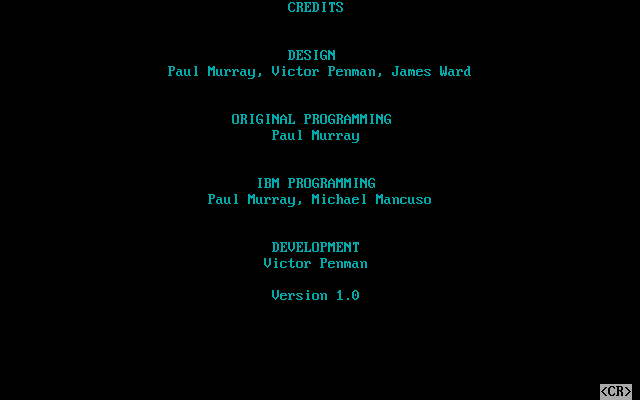 CREDITS
DESIGN
Paul Murray, Victor Penman, James Ward
ORIGINAL PROGRAMMING
Paul Murray
IBM PROGRAMMING
Paul Murray, Michael Mancuso
DEVELOPMENT
Victor Penman
Version 1.0
<CR>